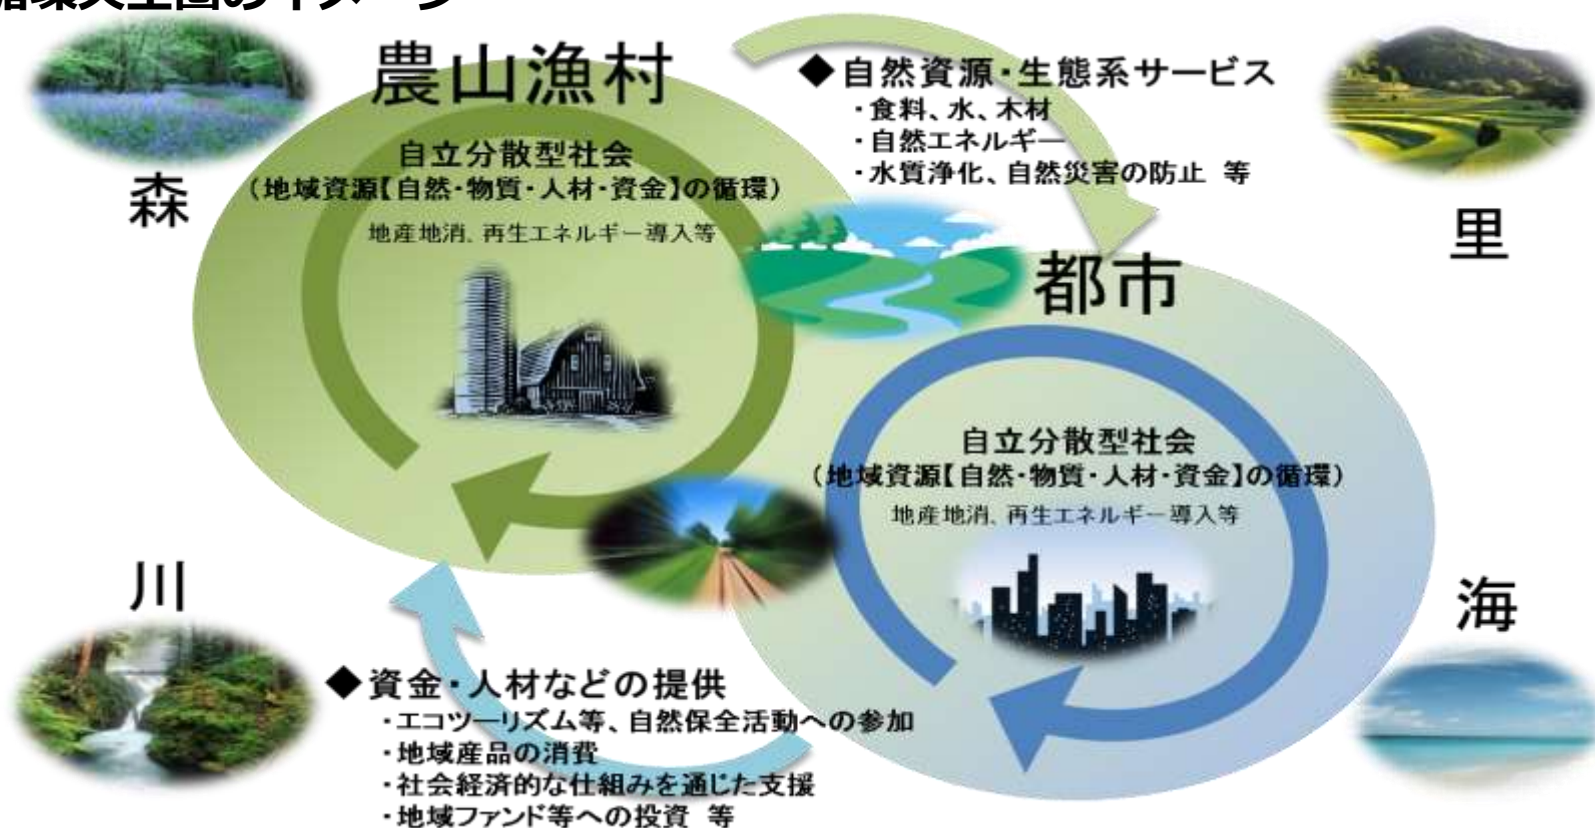 循環共生圏のイメージ
農山漁村
◆自然資源・生態系サービス
・食料、水、木材
・自然エネルギー
・水質浄化、自然災害の防止 等
自立分散型社会
(地域資源【自然・物質・人材・資金】の循環)
地産地消、再生エネルギー導入等
森
里
都市
自立分散型社会
(地域資源【自然・物質・人材・資金】の循環)
地産地消、再生エネルギー導入等
川
海
◆資金・人材などの提供
・エコツーリズム等、自然保全活動への参加
・地域産品の消費
・社会経済的な仕組みを通じた支援
・地域ファンド等への投資 等